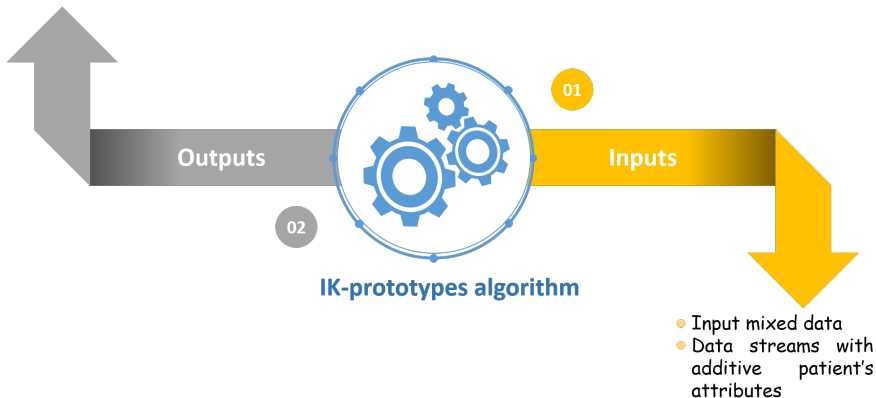 01
Outputs
Inputs
02
IK-prototypes algorithm
Input mixed data
Data streams with
additive patient's
attributes